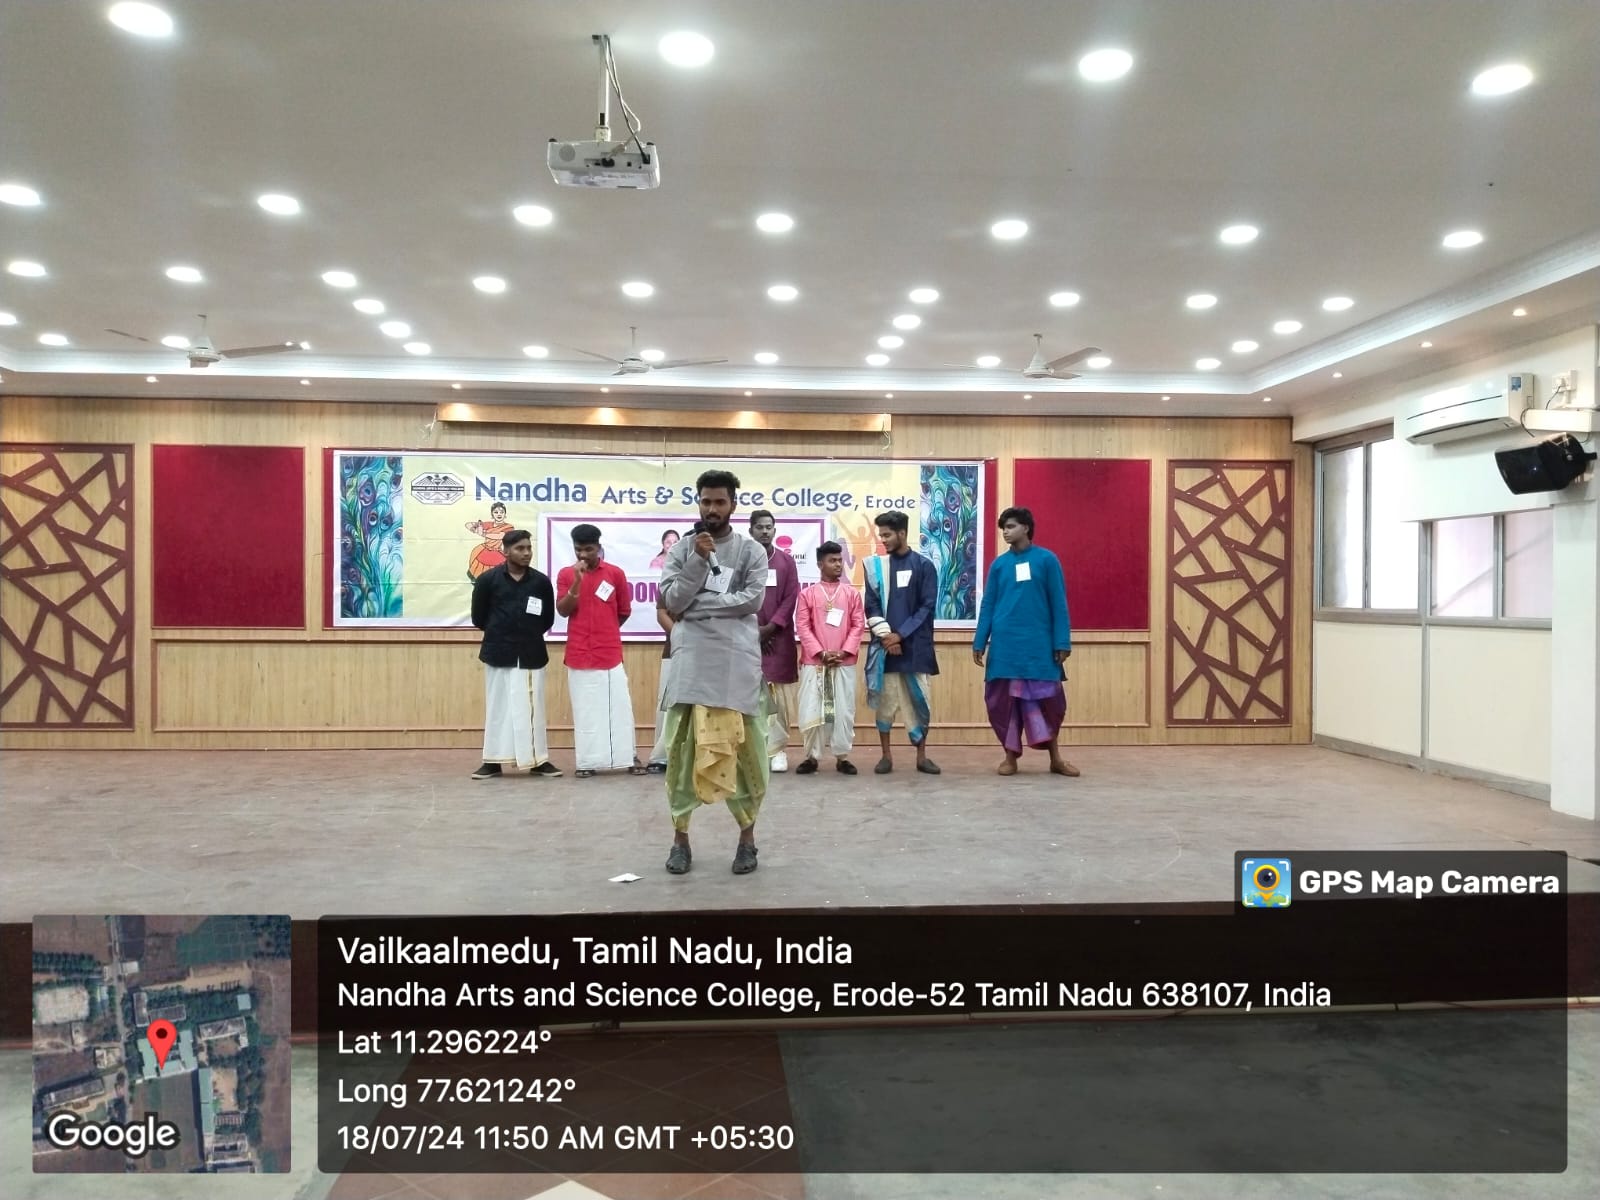 Nandha Arts & Science College, Erode
GPS Map Camera
Vailkaalmedu, Tamil Nadu, India
Nandha Arts and Science College, Erode-52 Tamil Nadu 638107, India
Lat 11.296224°
Long 77.621242°
18/07/24 11:50 AM GMT +05:30
Google